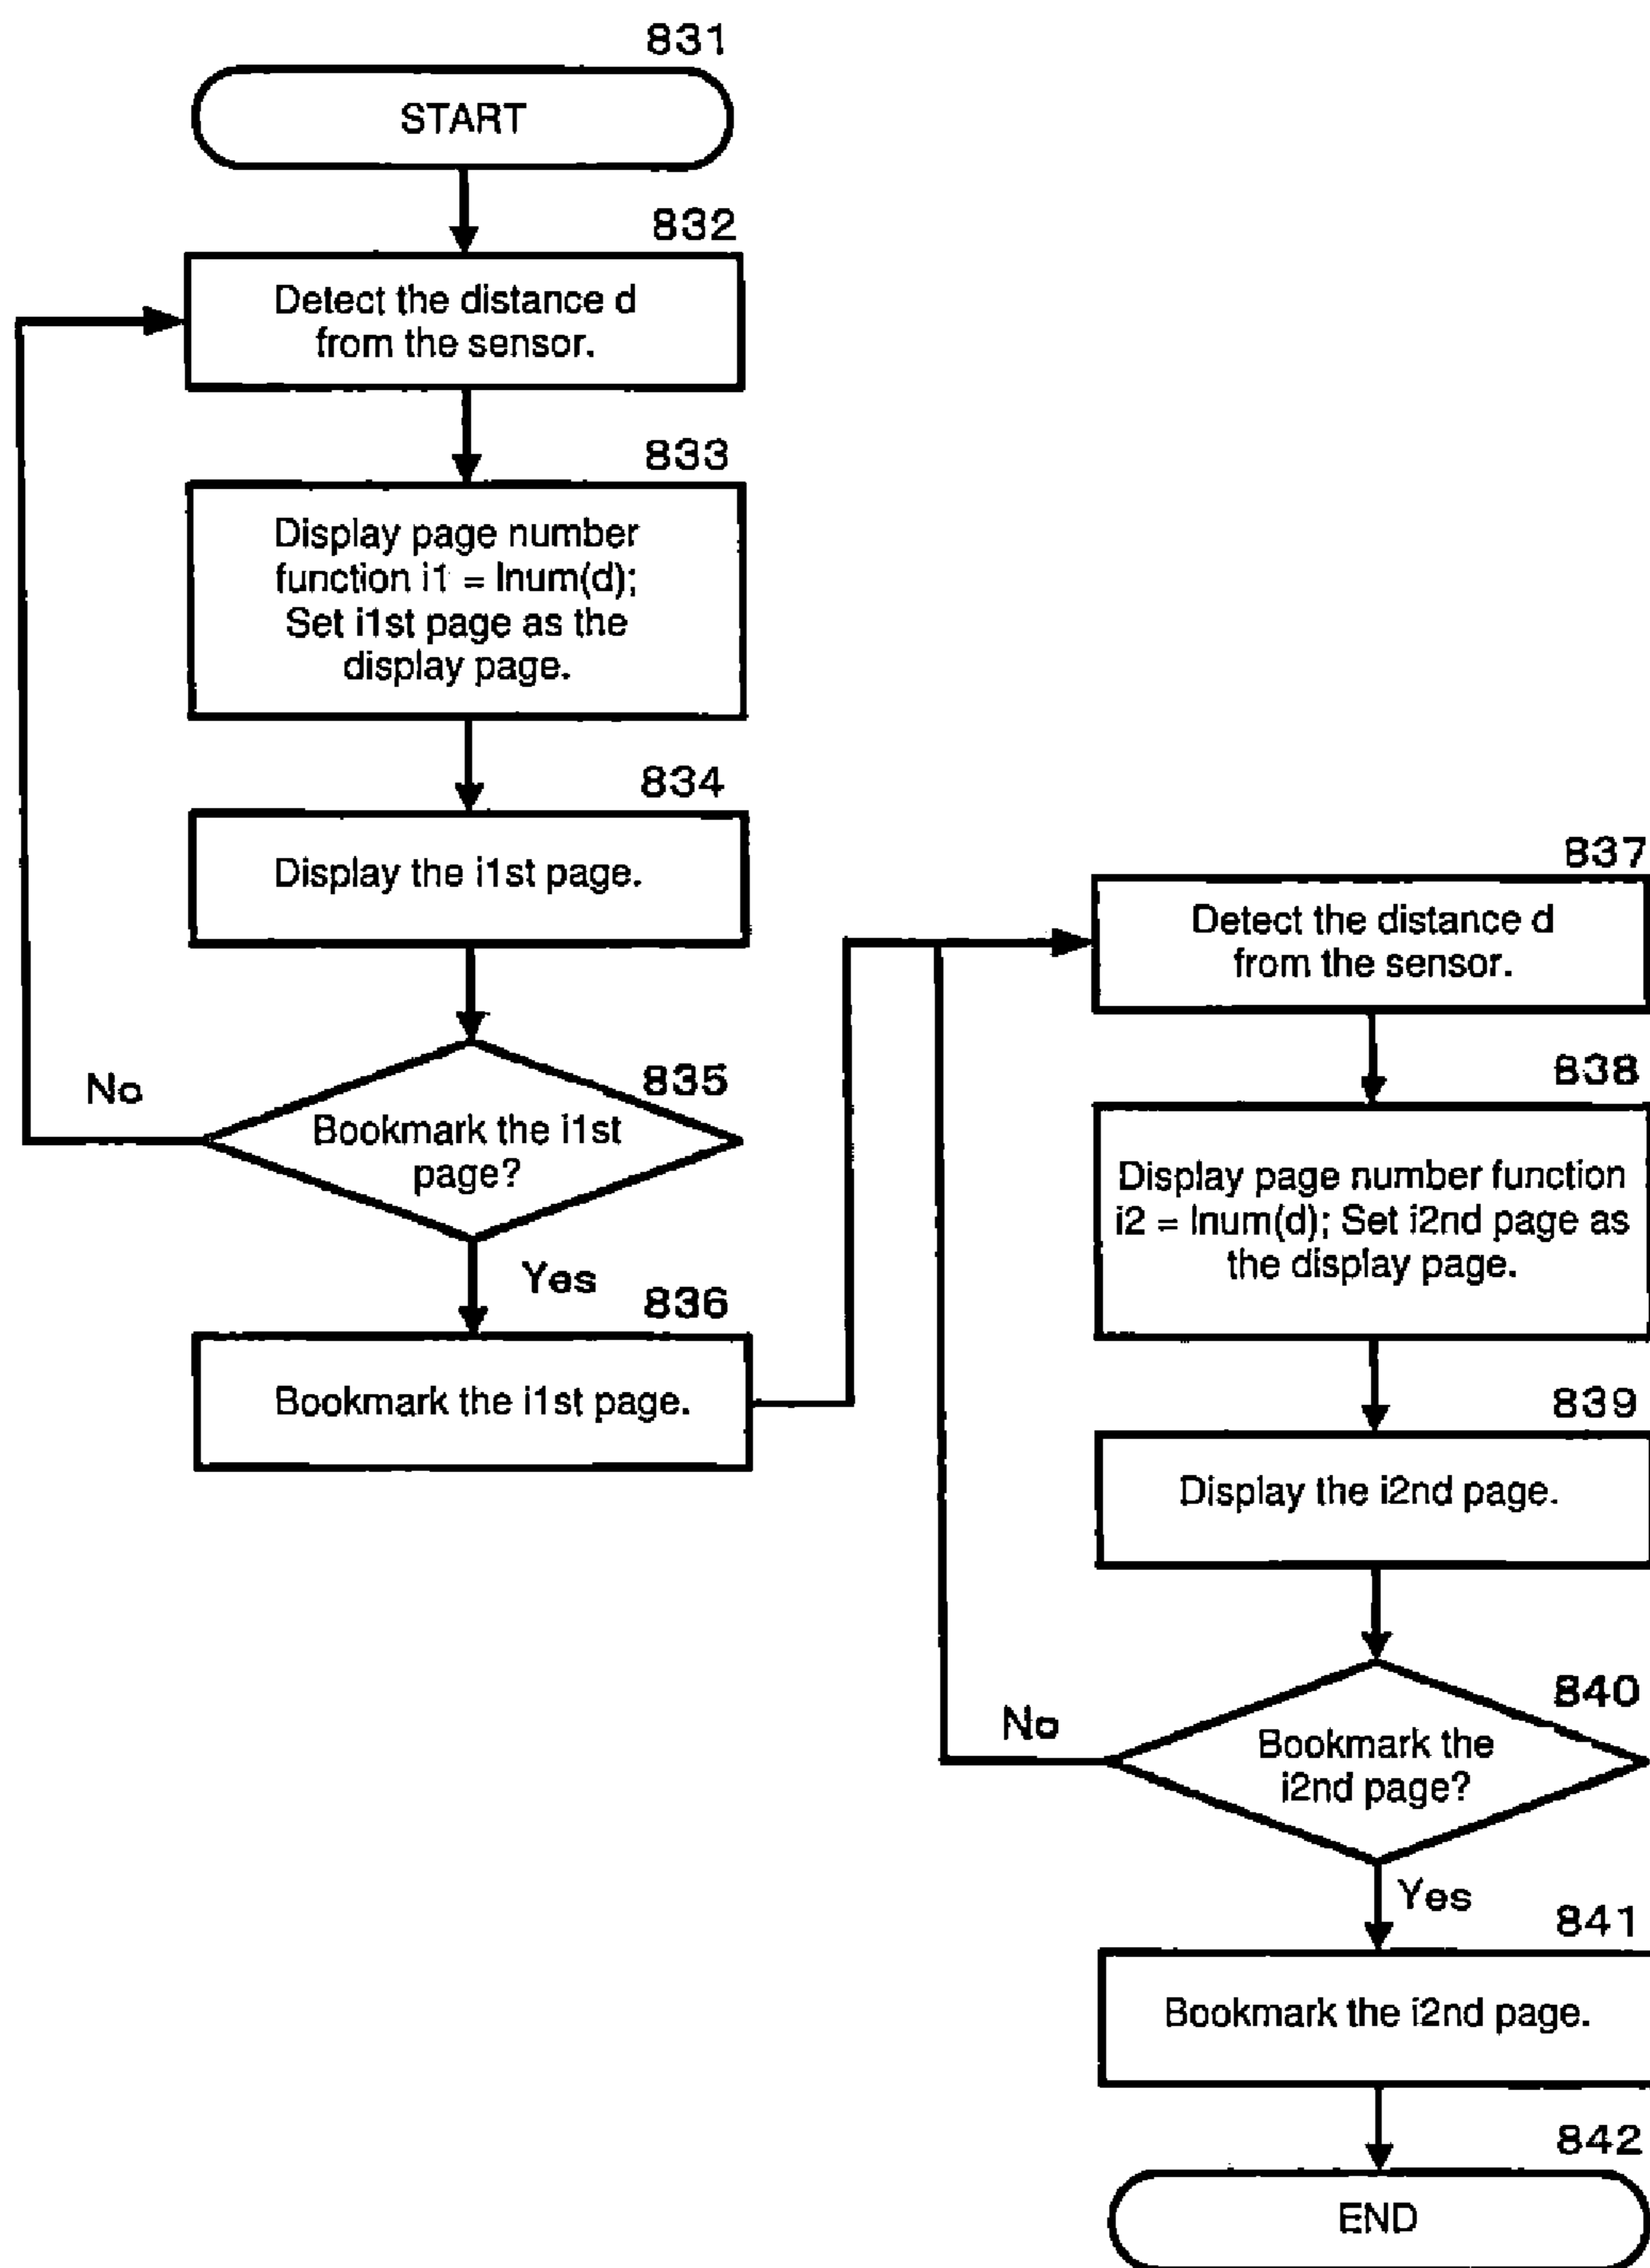 831
START
832
Detect the distance d
from the sensor.
833
Display page number
function i1 = Inum(d);
Set i1st page as the
display page.
834
Display the i1st page.
835
Bookmark the i1st
page?
No
Yes
836
Bookmark the i1st page.
837
Detect the distance d
from the sensor.
838
Display page number function
i2 = Inum(d); Set i2nd page as
the display page.
839
Display the i2nd page.
840
Bookmark the
i2nd page?
No
Yes
841
Bookmark the i2nd page.
842
END